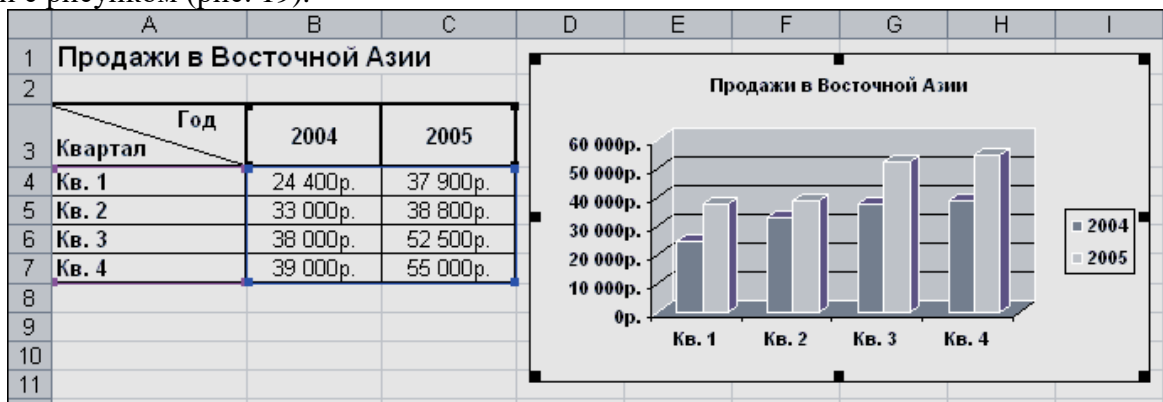 и с рисунком (рис. 19).
A B C D E F G H I
1 Продажи в Восточной Азии
2
3 Год Квартал 2004 2005
4 Кв. 1 24 400р. 37 900р.
5 Кв. 2 33 000р. 38 800р.
6 Кв. 3 38 000р. 52 500р.
7 Кв. 4 39 000р. 55 000р.
8
9
10
11
Продажи в Восточной Азии
60 000р.
50 000р.
40 000р.
30 000р.
20 000р.
10 000р.
0р.
Кв. 1 Кв. 2 Кв. 3 Кв. 4
2004
2005